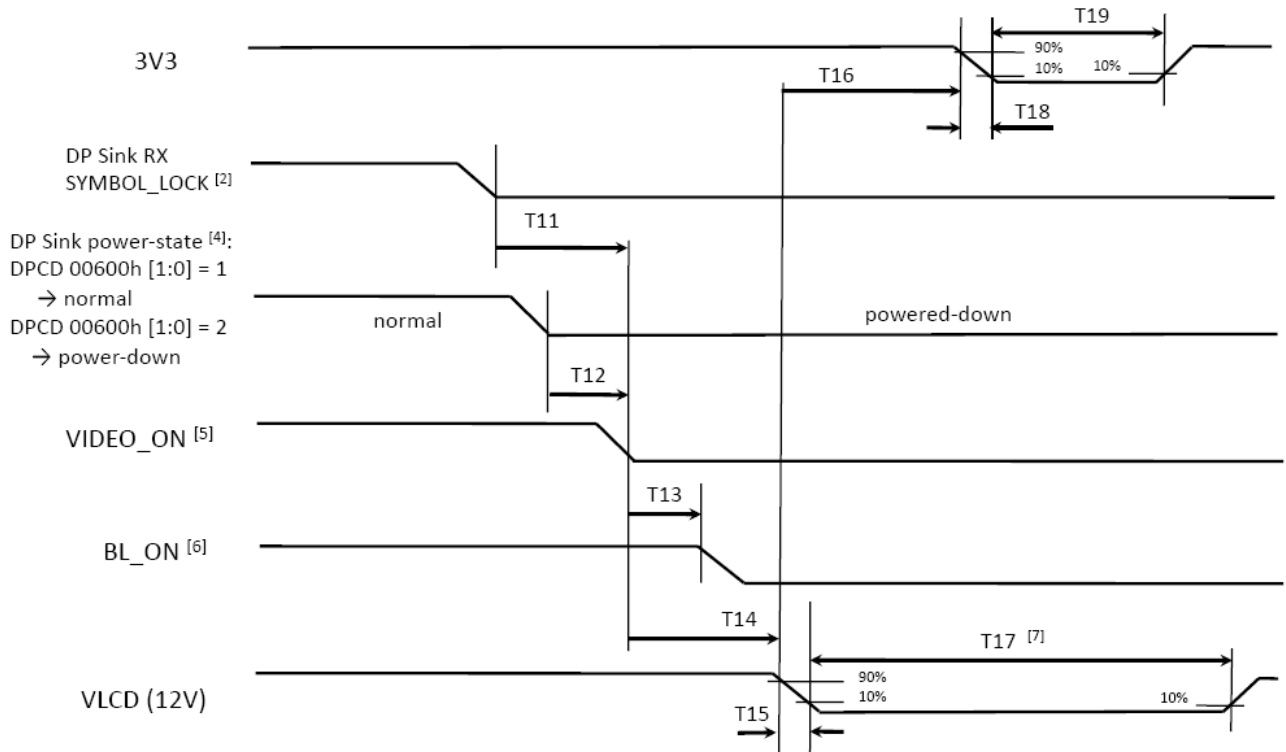 T19
3V3
90%
10%
10%
T16
T18
DP Sink RX
SYMBOL_LOCK [2]
T11
DP Sink power-state [4]:
DPCD 00600h [1:0] = 1
→ normal
DPCD 00600h [1:0] = 2
→ power-down
normal
powered-down
T12
VIDEO_ON [5]
T13
BL_ON [6]
T14
T17 [7]
VLCD (12V)
90%
10%
10%
T15